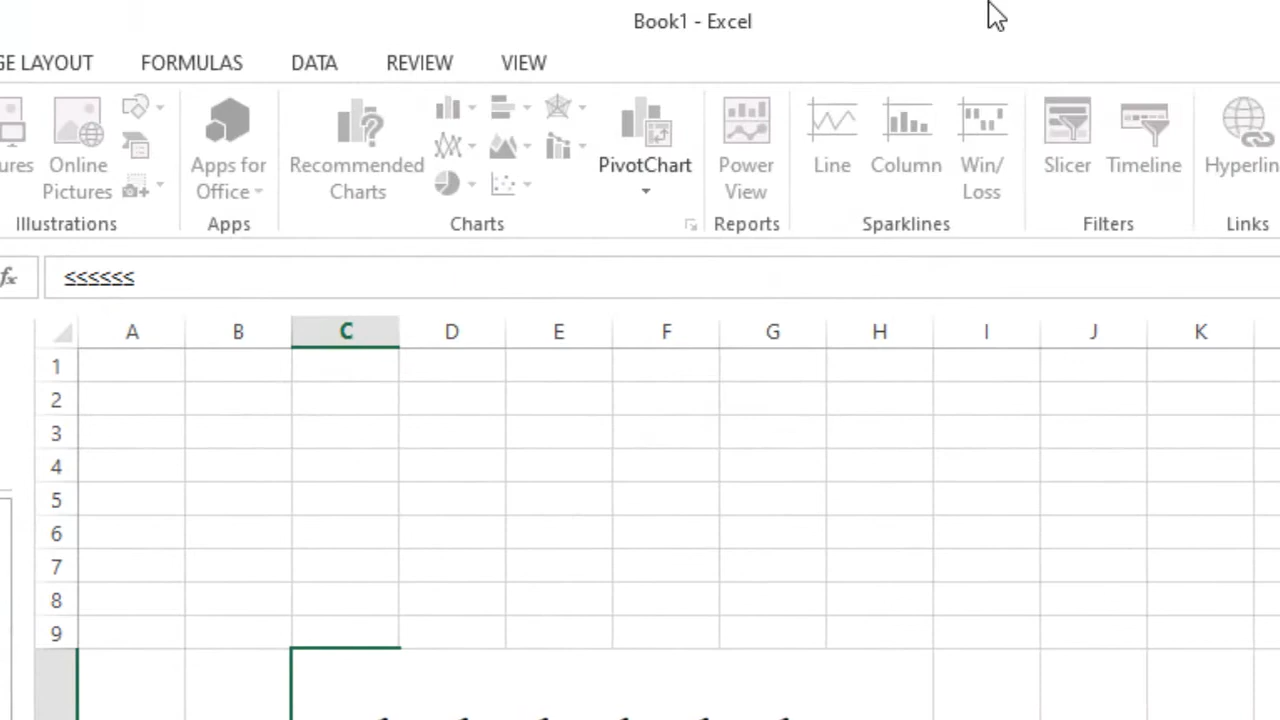 Book1 - Excel
GE LAYOUT FORMULAS DATA REVIEW VIEW
ures Online Pictures Apps for Office Recommended Charts PivotChart Power View Line Column Win/ Loss Slicer Timeline Hyperlin
Illustrations Apps Charts Reports Sparklines Filters Links
fx ≤≤≤≤≤≤
A B C D E F G H I J K
1
2
3
4
5
6
7
8
9